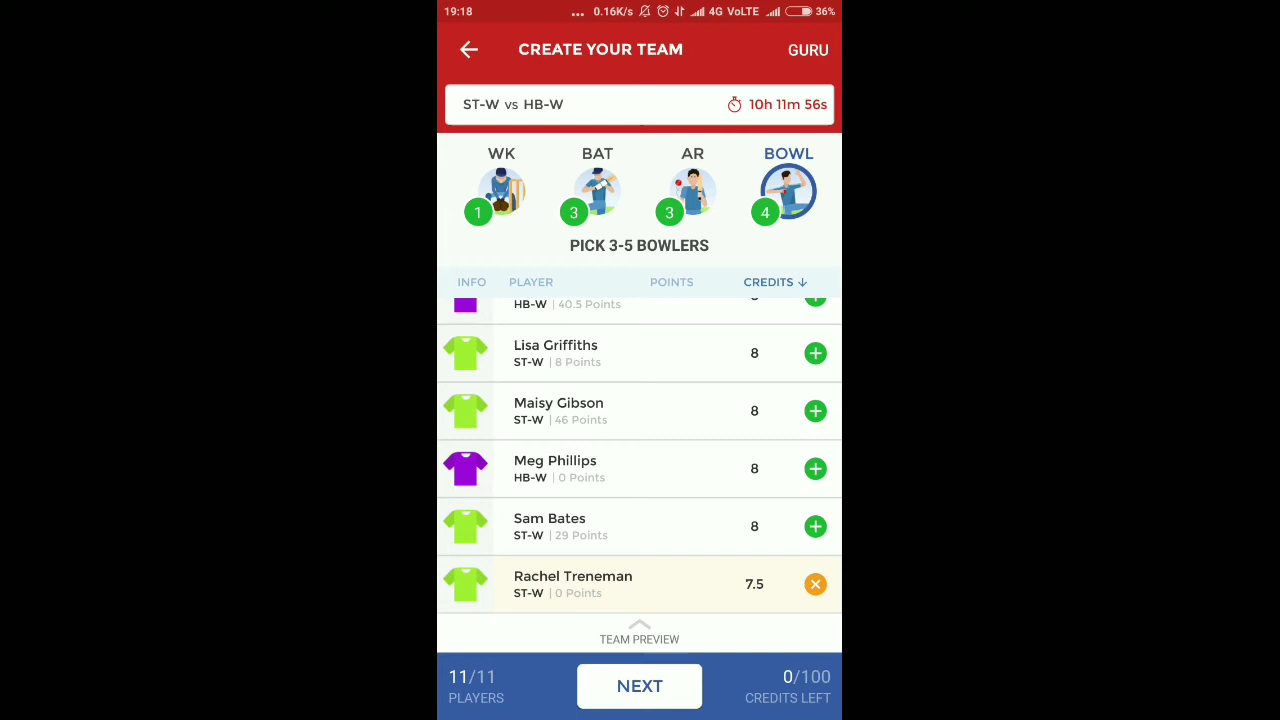 19:18 ... 0.16K/s 4G VoLTE 36%
CREATE YOUR TEAM GURU
ST-W vs HB-W 10h 11m 56s
WK BAT AR BOWL
1 3 3 4
PICK 3-5 BOWLERS
INFO PLAYER POINTS CREDITS ↓
HB-W | 40.5 Points
Lisa Griffiths
ST-W | 8 Points 8
Maisy Gibson
ST-W | 46 Points 8
Meg Phillips
HB-W | 0 Points 8
Sam Bates
ST-W | 29 Points 8
Rachel Treneman
ST-W | 0 Points 7.5
TEAM PREVIEW
11/11 NEXT 0/100
PLAYERS CREDITS LEFT